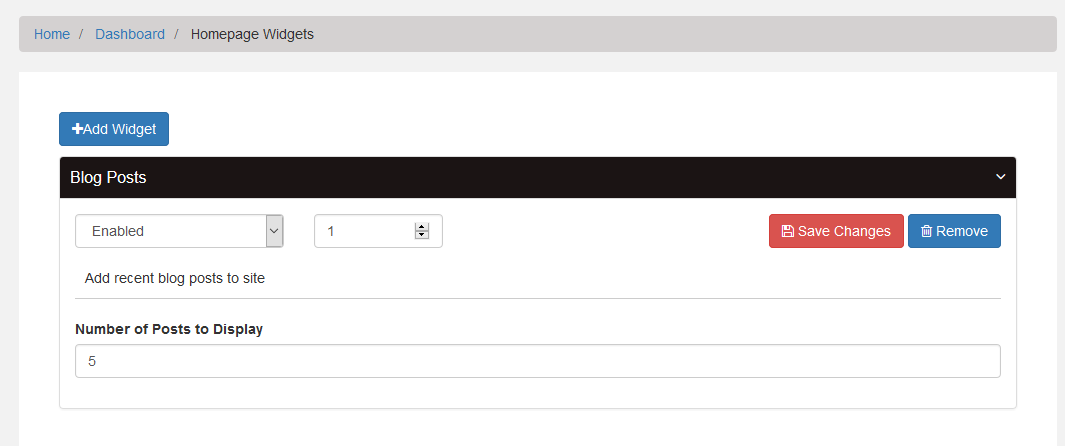 Home / Dashboard / Homepage Widgets
+Add Widget
Blog Posts
Enabled 1 Save Changes Remove
Add recent blog posts to site
Number of Posts to Display
5